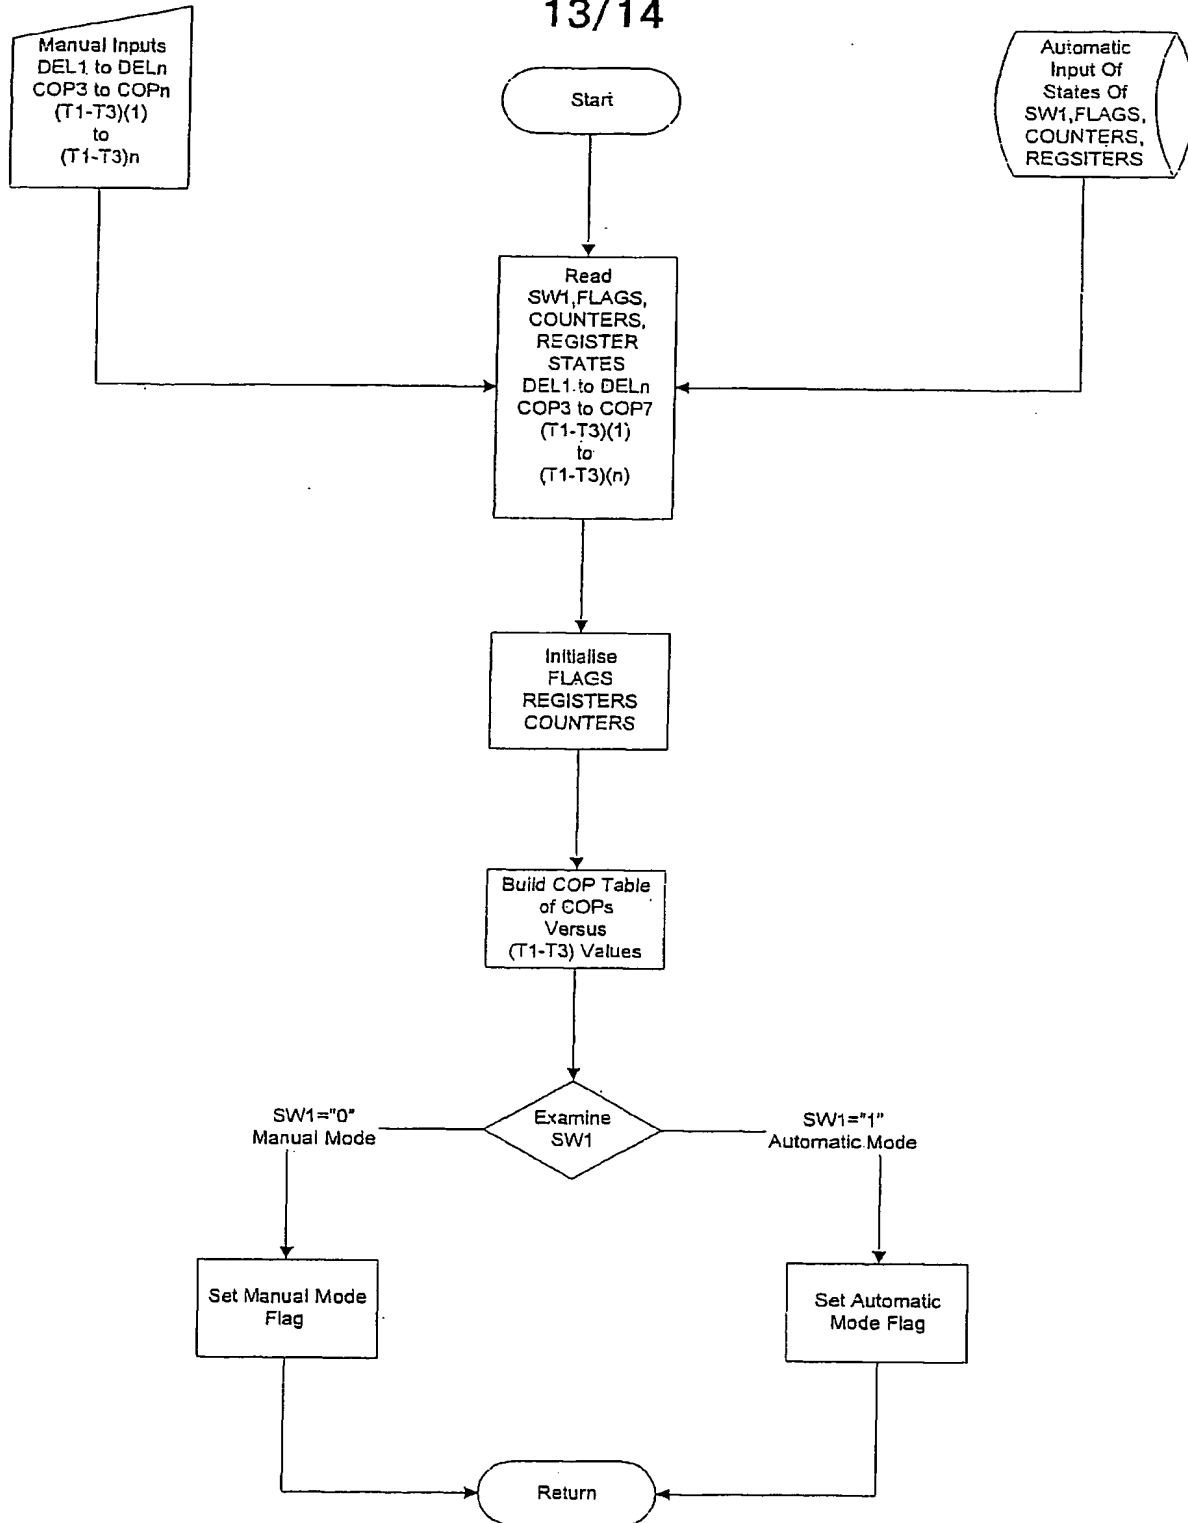 13/14
Manual Inputs
DEL1 to DELn
COP3 to COPn
(T1-T3)(1)
to
(T1-T3)n
Start
Automatic
Input Of
States Of
SW1,FLAGS,
COUNTERS,
REGSITERS
Read
SW1,FLAGS,
COUNTERS,
REGISTER
STATES
DEL1 to DELn
COP3 to COP7
(T1-T3)(1)
to
(T1-T3)(n)
Initialise
FLAGS
REGISTERS
COUNTERS
Build COP Table
of COPs
Versus
(T1-T3) Values
Examine
SW1
SW1="0"
Manual Mode
SW1="1"
Automatic Mode
Set Manual Mode
Flag
Set Automatic
Mode Flag
Return